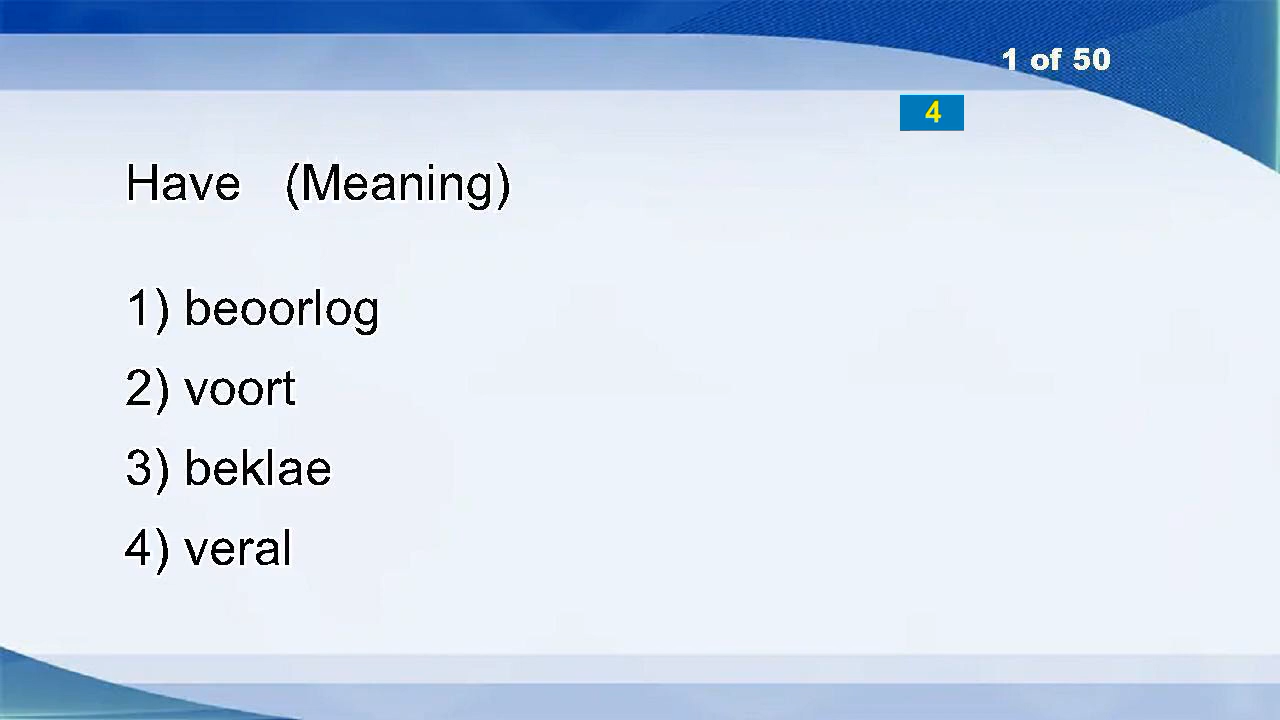 1 of 50
4
Have (Meaning)
1) beoorlog
2) voort
3) beklae
4) veral